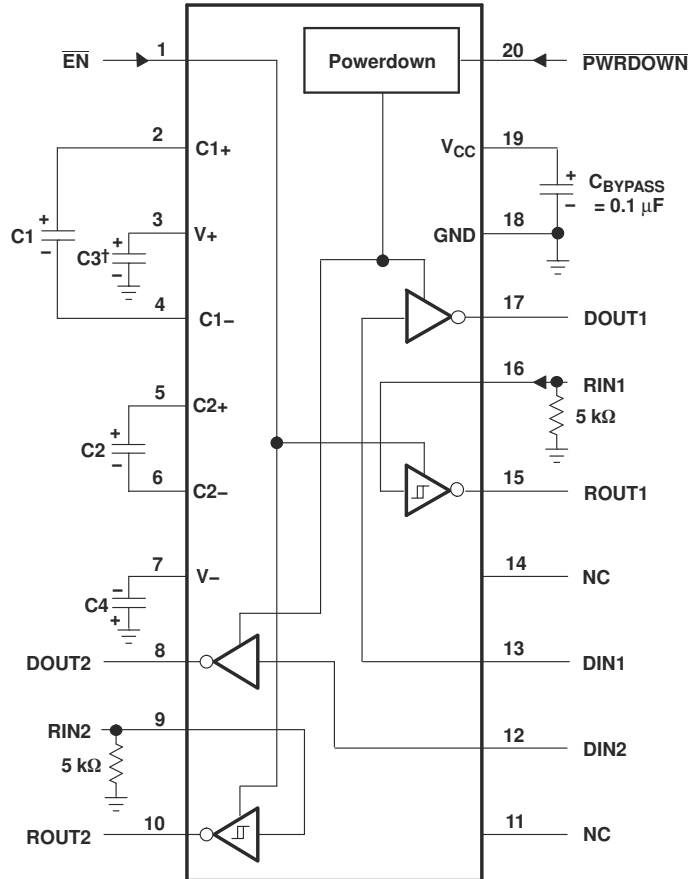 EN 1
Powerdown
20 PWRDOWN
2 C1+
VCC 19
+ CBYPASS
− = 0.1 μF
C1 + −
3 V+
C3† + −
GND 18
4 C1−
17 DOUT1
16 RIN1
5 kΩ
5 C2+
C2 + −
6 C2−
15 ROUT1
7 V−
14 NC
C4 − +
DOUT2 8
13 DIN1
RIN2 9
12 DIN2
5 kΩ
ROUT2 10
11 NC